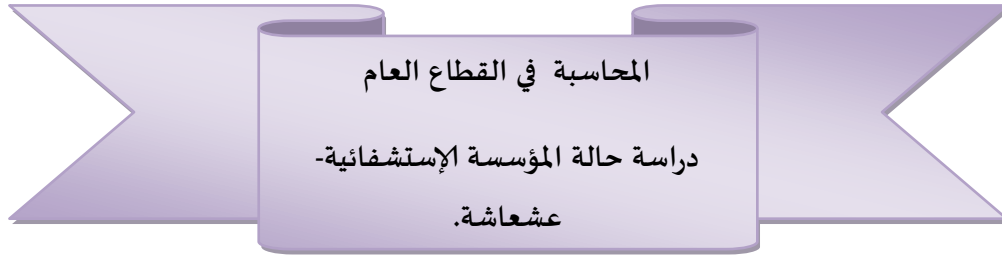 المحاسبة في القطاع العام
دراسة حالة المؤسسة الإستشفائية-
عشعاشة.